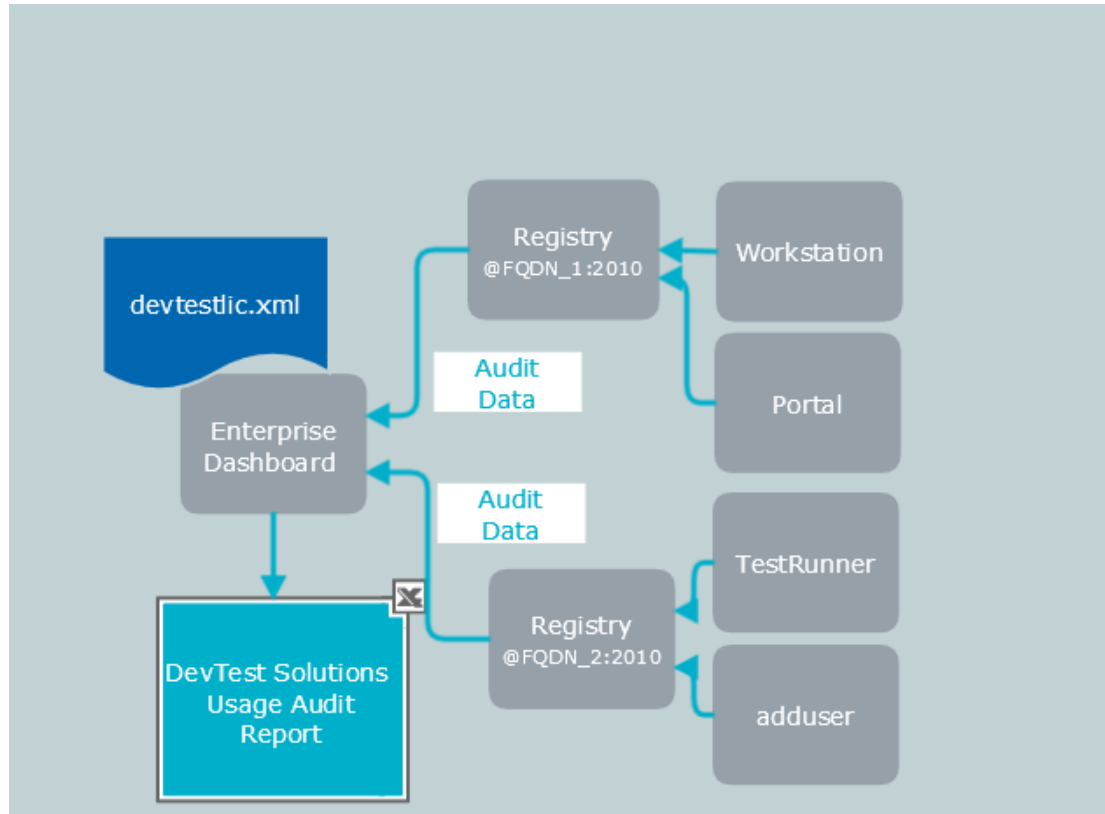 Registry
@FQDN_1:2010
Workstation
devtestlic.xml
Audit
Data
Portal
Enterprise
Dashboard
Audit
Data
TestRunner
Registry
@FQDN_2:2010
DevTest Solutions
Usage Audit
Report
adduser